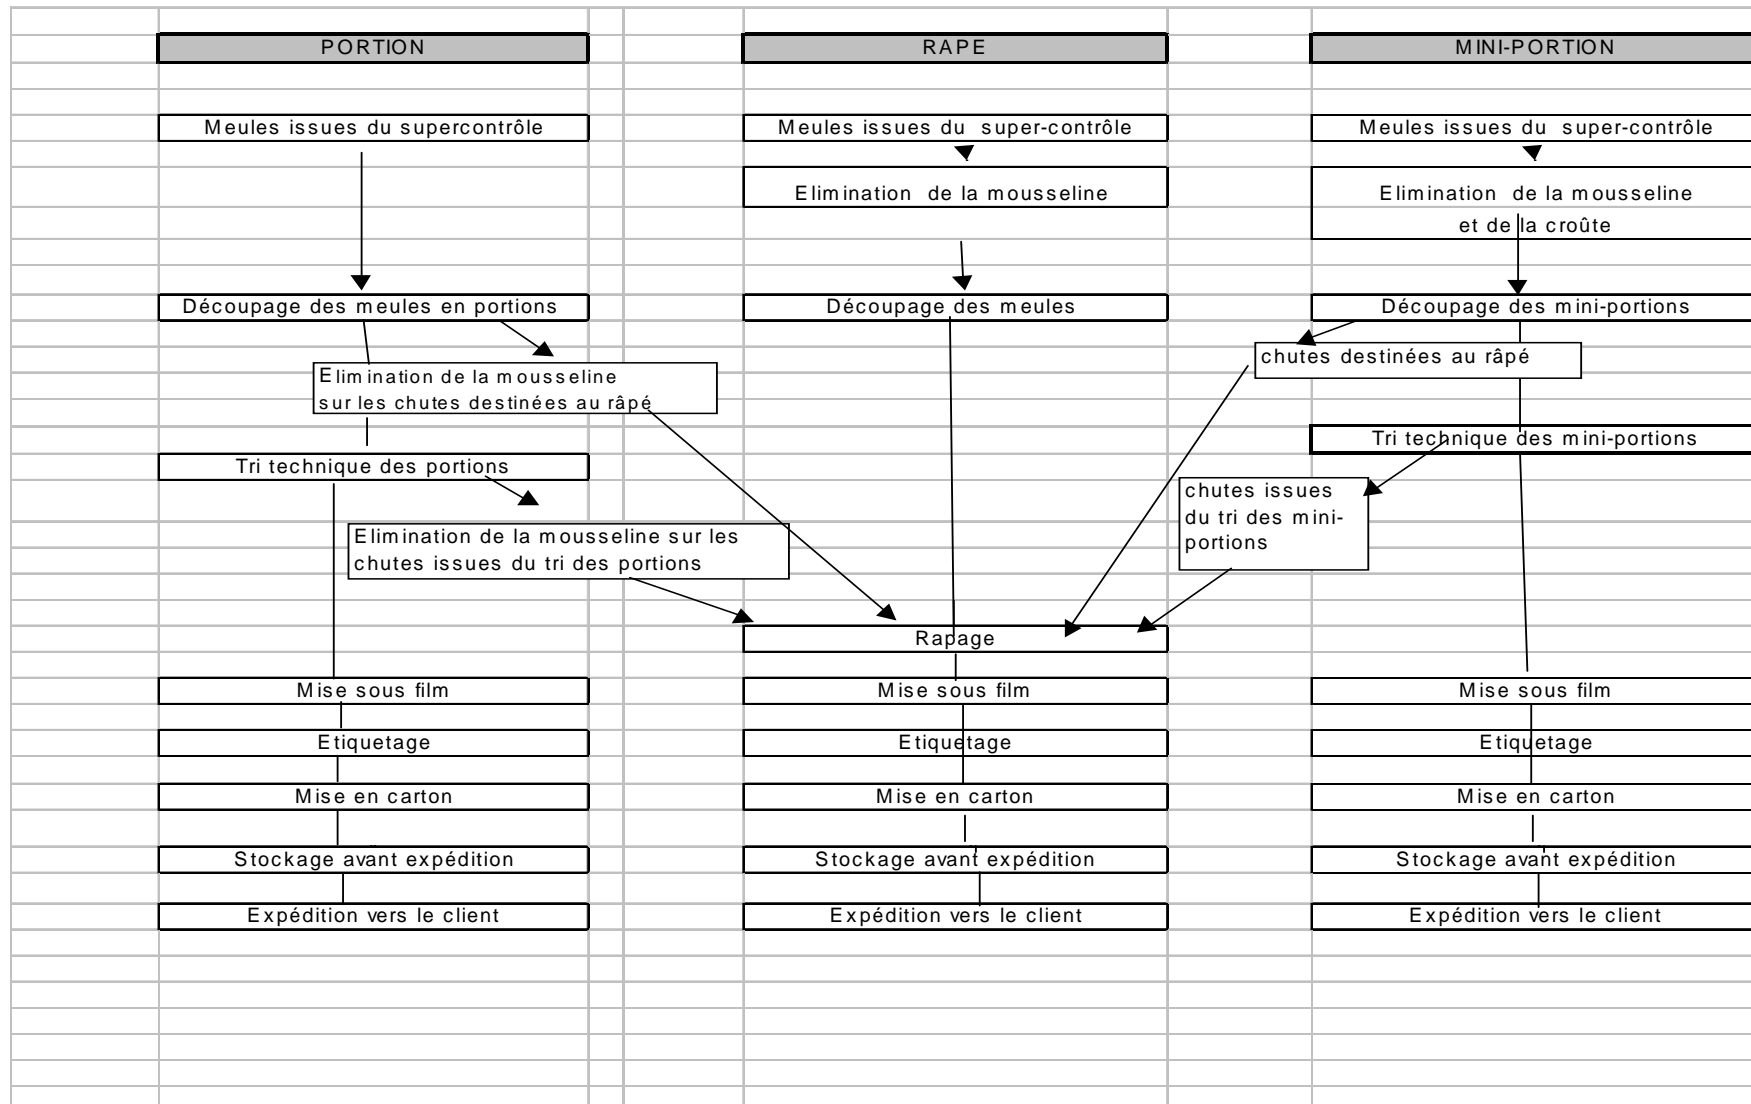 PORTION
RAPE
MINI-PORTION
Meules issues du supercontrôle
Meules issues du super-contrôle
Meules issues du super-contrôle
Elimination de la mousseline
Elimination de la mousseline
et de la croûte
Découpage des meules en portions
Découpage des meules
Découpage des mini-portions
chutes destinées au râpé
Elimination de la mousseline
sur les chutes destinées au râpé
Tri technique des mini-portions
Tri technique des portions
chutes issues
du tri des mini-
portions
Elimination de la mousseline sur les
chutes issues du tri des portions
Rapage
Mise sous film
Mise sous film
Mise sous film
Etiquetage
Etiquetage
Etiquetage
Mise en carton
Mise en carton
Mise en carton
Stockage avant expédition
Stockage avant expédition
Stockage avant expédition
Expédition vers le client
Expédition vers le client
Expédition vers le client